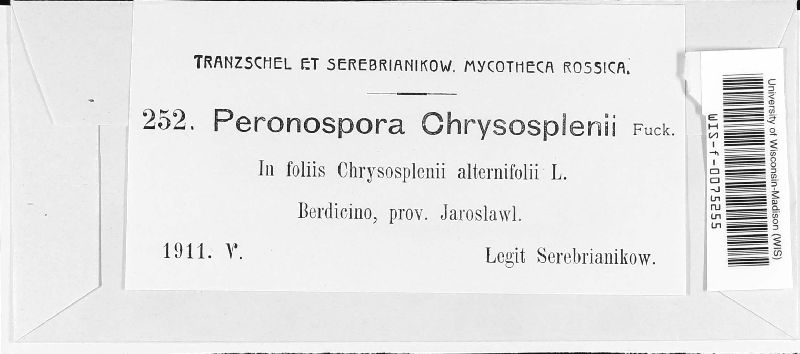 TRANZSCHEL ET SEREBRIANIKOW. MYCOTHECA ROSSICA.
252. Peronospora Chrysosplenii Fuck.
In foliis Chrysosplenii alternifolii L.
Berdicino, prov. Jaroslawl.
1911. V. Legit Serebrianikow.
University of Wisconsin-Madison (WIS)
WIS-f-0075255